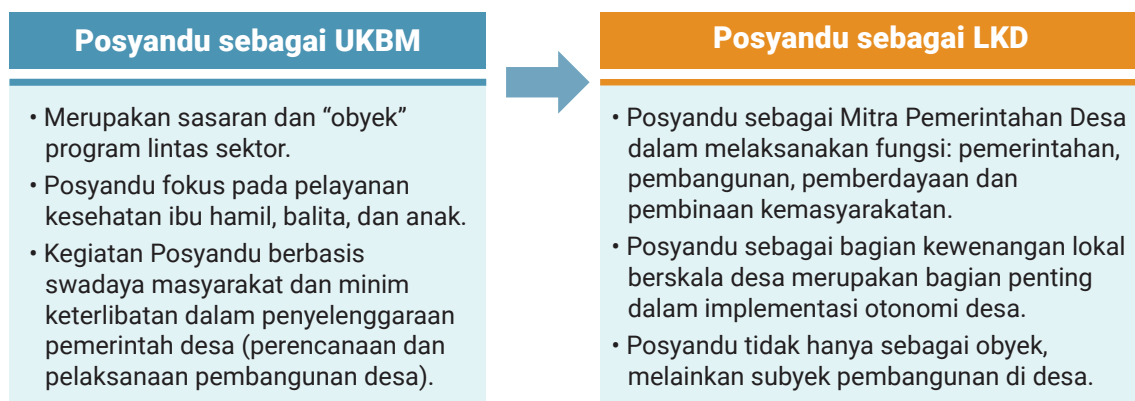 Posyandu sebagai UKBM
• Merupakan sasaran dan “obyek”
program lintas sektor.
• Posyandu fokus pada pelayanan
kesehatan ibu hamil, balita, dan anak.
• Kegiatan Posyandu berbasis
swadaya masyarakat dan minim
keterlibatan dalam penyelenggaraan
pemerintah desa (perencanaan dan
pelaksanaan pembangunan desa).
Posyandu sebagai LKD
• Posyandu sebagai Mitra Pemerintahan Desa
dalam melaksanakan fungsi: pemerintahan,
pembangunan, pemberdayaan dan
pembinaan kemasyarakatan.
• Posyandu sebagai bagian kewenangan lokal
berskala desa merupakan bagian penting
dalam implementasi otonomi desa.
• Posyandu tidak hanya sebagai obyek,
melainkan subyek pembangunan di desa.